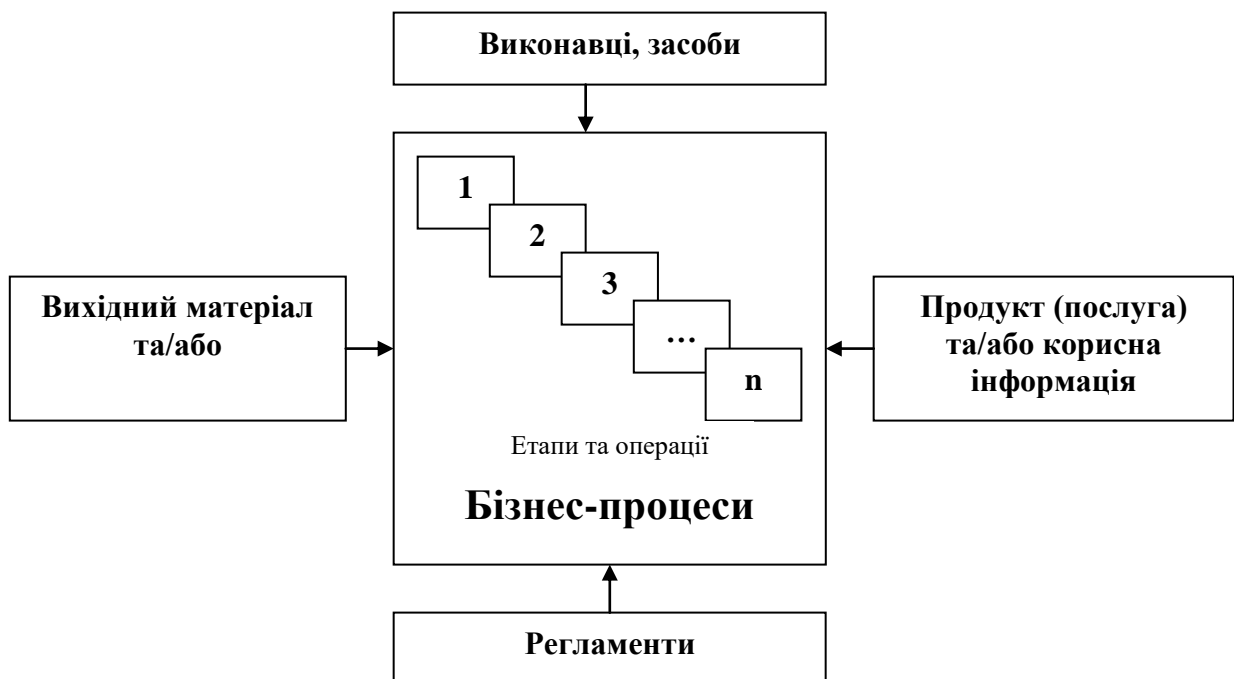 Виконавці, засоби
1
2
3
...
n
Вихідний матеріал
та/або
Продукт (послуга)
та/або корисна
інформація
Етапи та операції
Бізнес-процеси
Регламенти